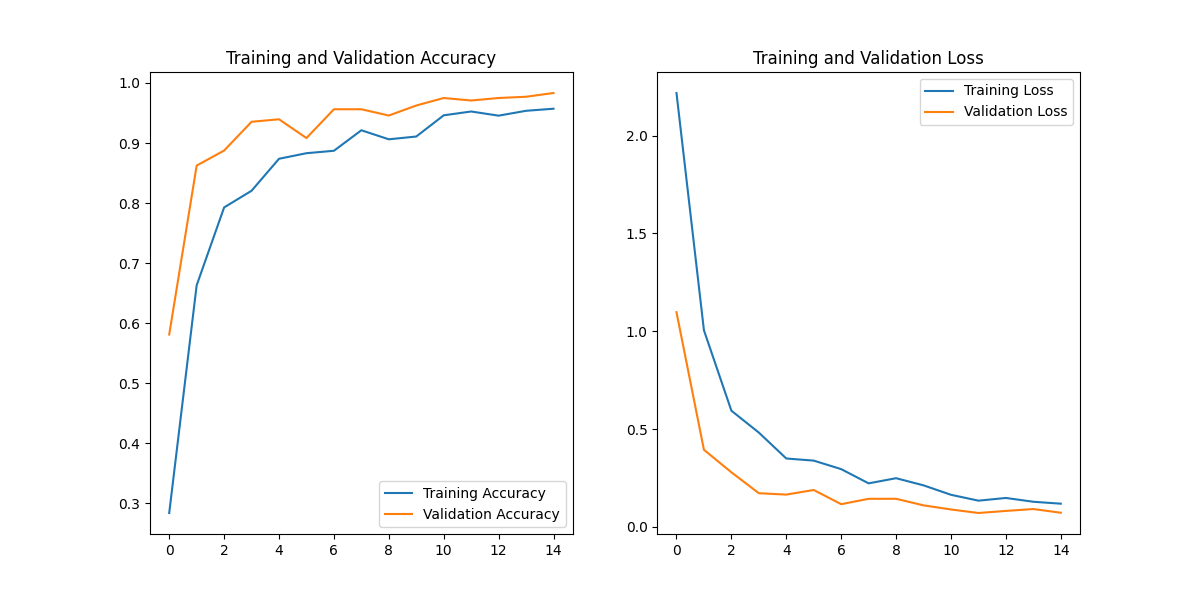 Training and Validation Accuracy
1.0
0.9
0.8
0.7
0.6
0.5
0.4
0.3
Training Accuracy
Validation Accuracy
0 2 4 6 8 10 12 14
Training and Validation Loss
Training Loss
Validation Loss
2.0
1.5
1.0
0.5
0.0
0 2 4 6 8 10 12 14